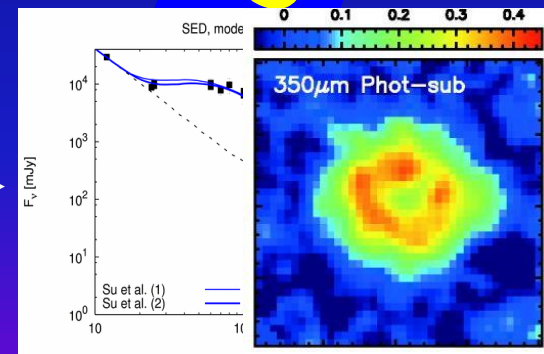 SED, mode
10⁴
10³
10²
10¹
10⁰
F_ν [mJy]
Su et al. (1)
Su et al. (2)
10
10
0 0.1 0.2 0.3 0.4
350μm Phot-sub